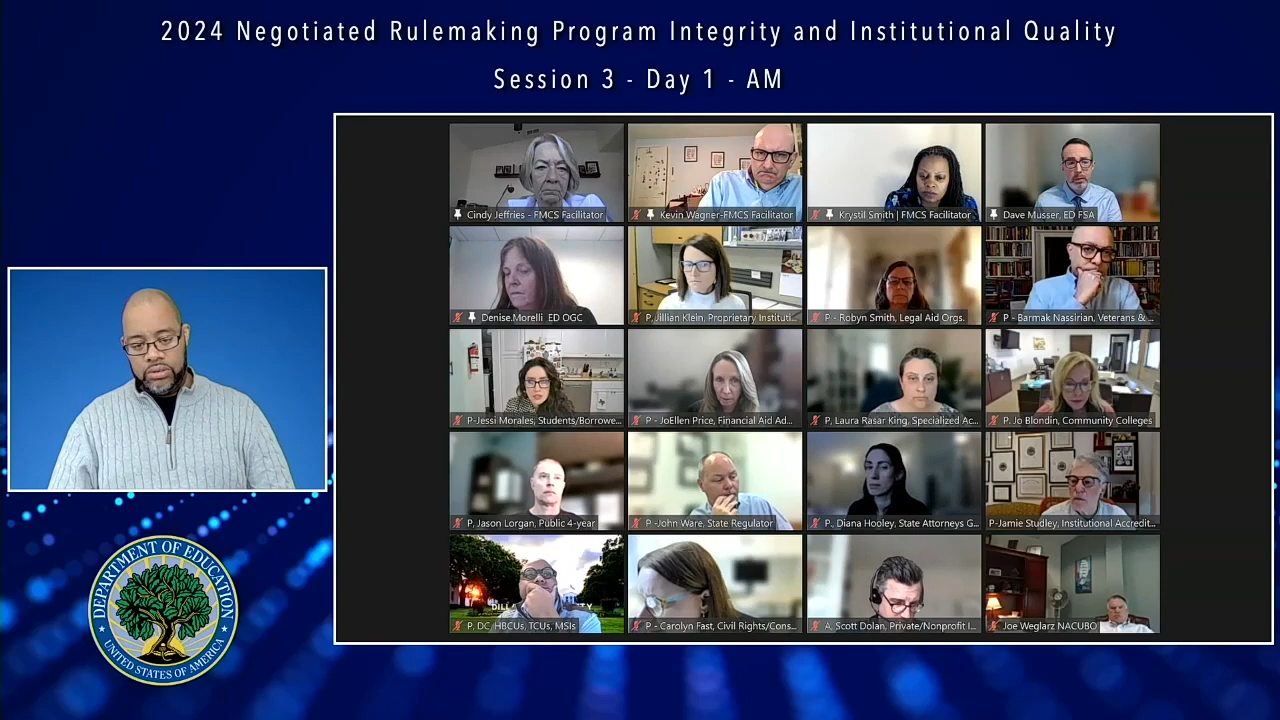 2024 Negotiated Rulemaking Program Integrity and Institutional Quality
Session 3 - Day 1 - AM
Cindy Jeffries - FMCS Facilitator
Kevin Wagner-FMCS Facilitator
Krystil Smith | FMCS Facilitator
Dave Musser, ED FSA
Denise.Morelli ED OGC
P, Jillian Klein, Proprietary Instituti...
P - Robyn Smith, Legal Aid Orgs.
P - Barmak Nassirian, Veterans & ...
P-Jessi Morales, Students/Borrowe...
P - JoEllen Price, Financial Aid Ad...
P, Laura Rasar King, Specialized Ac...
P. Jo Blondin, Community Colleges
P, Jason Lorgan, Public 4-year
P -John Ware, State Regulator
P., Diana Hooley, State Attorneys G...
P-Jamie Studley, Institutional Accredit...
P, DC, HBCUs, TCUs, MSIs
P - Carolyn Fast, Civil Rights/Cons...
A, Scott Dolan, Private/Nonprofit I...
Joe Weglarz NACUBO
DEPARTMENT OF EDUCATION
UNITED STATES OF AMERICA